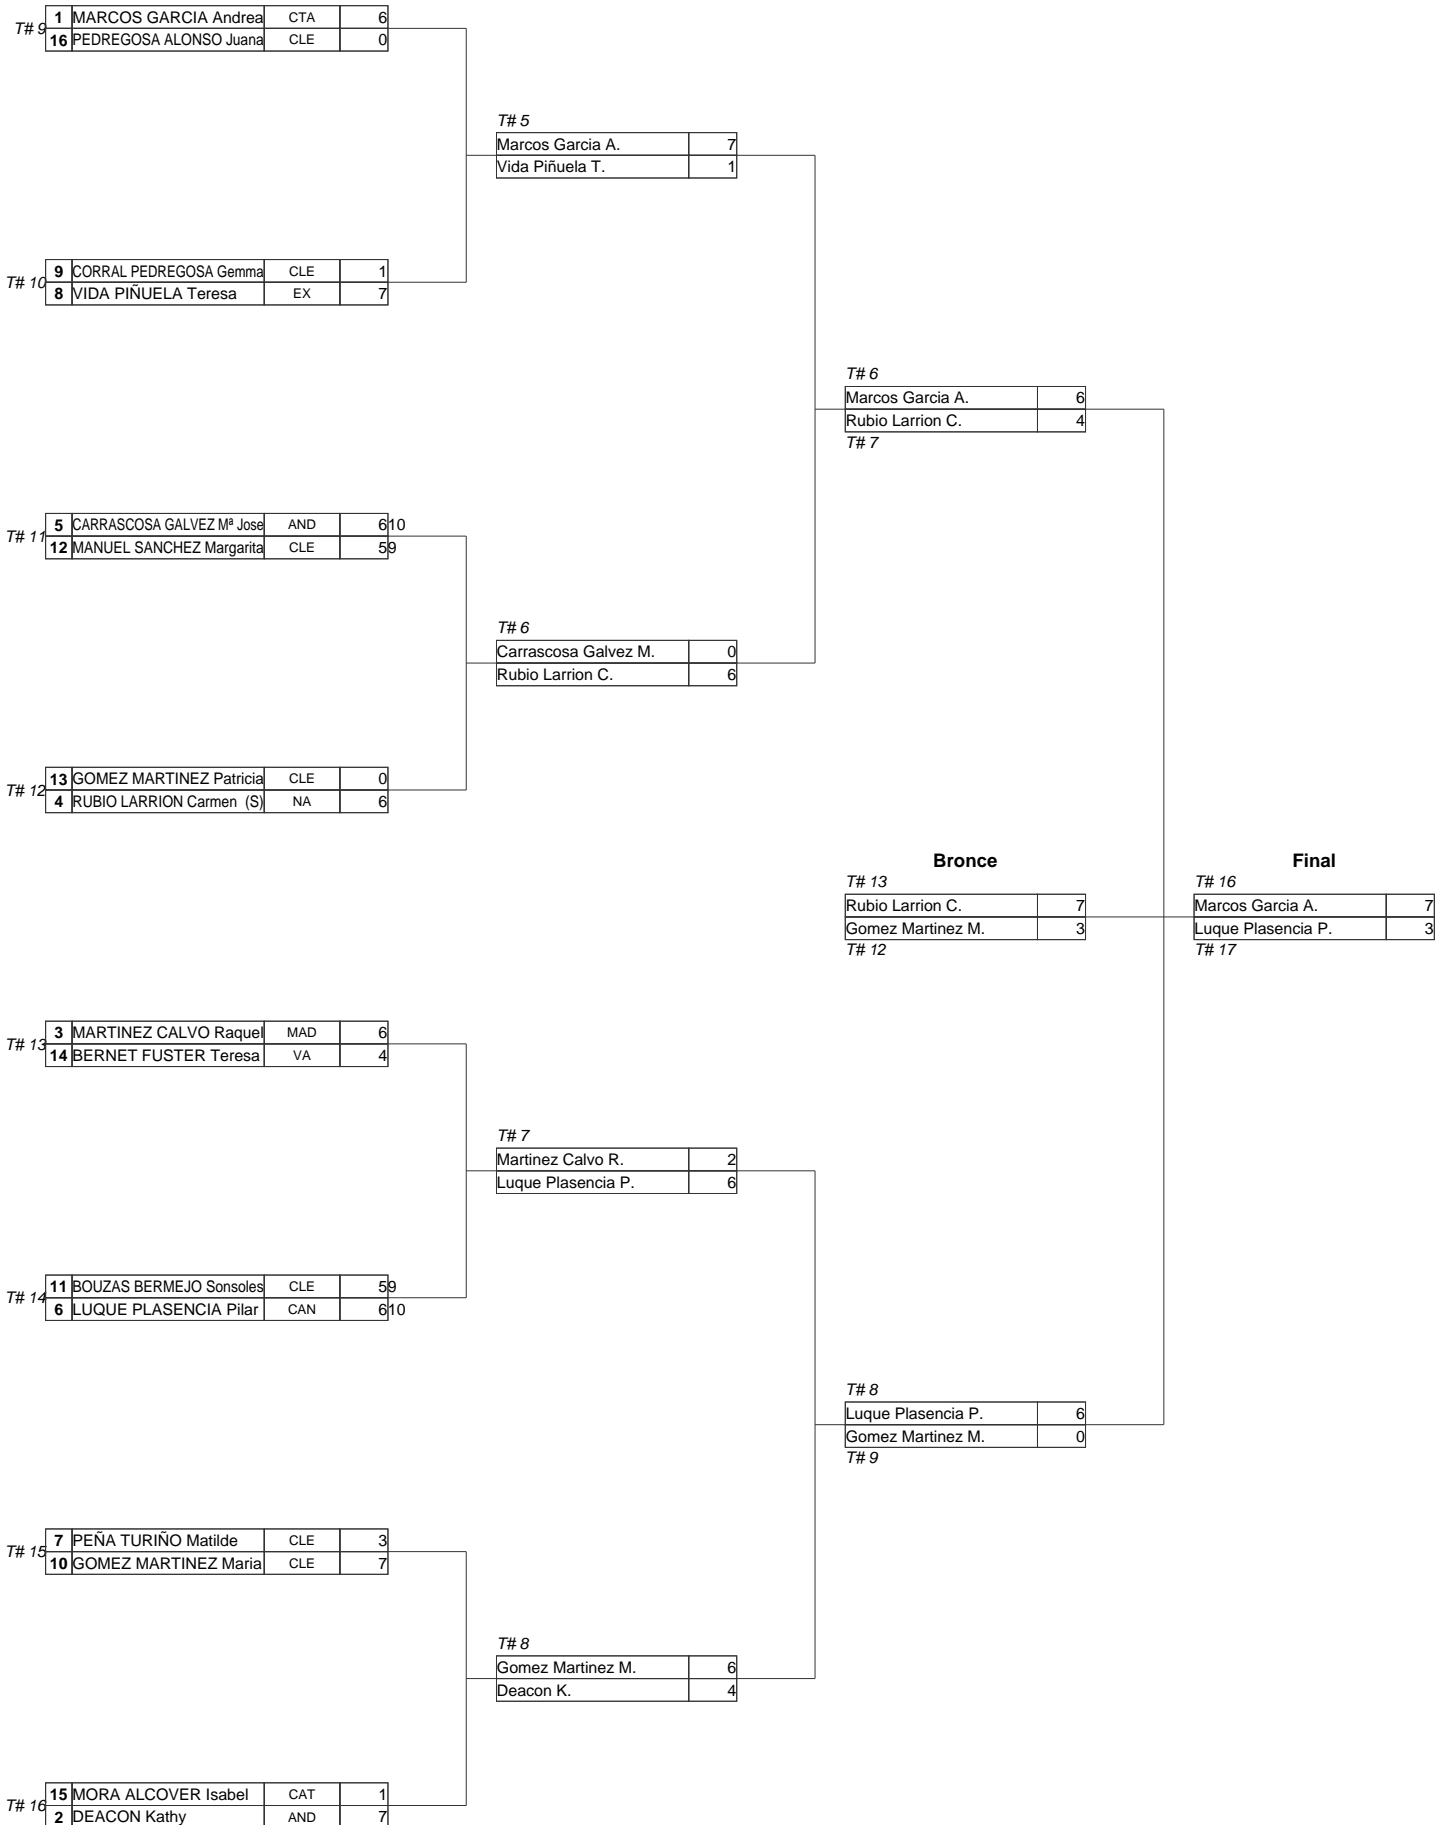 T# 9
1 MARCOS GARCIA Andrea CTA 6
16 PEDREGOSA ALONSO Juana CLE 0
T# 5
Marcos Garcia A. 7
Vida Piñuela T. 1
T# 10
9 CORRAL PEDREGOSA Gemma CLE 1
8 VIDA PIÑUELA Teresa EX 7
T# 6
Marcos Garcia A. 6
Rubio Larrion C. 4
T# 7
T# 11
5 CARRASCOSA GALVEZ Mª Jose AND 6 10
12 MANUEL SANCHEZ Margarita CLE 5 9
T# 6
Carrascosa Galvez M. 0
Rubio Larrion C. 6
T# 12
13 GOMEZ MARTINEZ Patricia CLE 0
4 RUBIO LARRION Carmen (S) NA 6
Bronce
T# 13
Rubio Larrion C. 7
Gomez Martinez M. 3
T# 12
Final
T# 16
Marcos Garcia A. 7
Luque Plasencia P. 3
T# 17
T# 13
3 MARTINEZ CALVO Raquel MAD 6
14 BERNET FUSTER Teresa VA 4
T# 7
Martinez Calvo R. 2
Luque Plasencia P. 6
T# 14
11 BOUZAS BERMEJO Sonsoles CLE 5 9
6 LUQUE PLASENCIA Pilar CAN 6 10
T# 8
Luque Plasencia P. 6
Gomez Martinez M. 0
T# 9
T# 15
7 PEÑA TURIÑO Matilde CLE 3
10 GOMEZ MARTINEZ Maria CLE 7
T# 8
Gomez Martinez M. 6
Deacon K. 4
T# 16
15 MORA ALCOVER Isabel CAT 1
2 DEACON Kathy AND 7